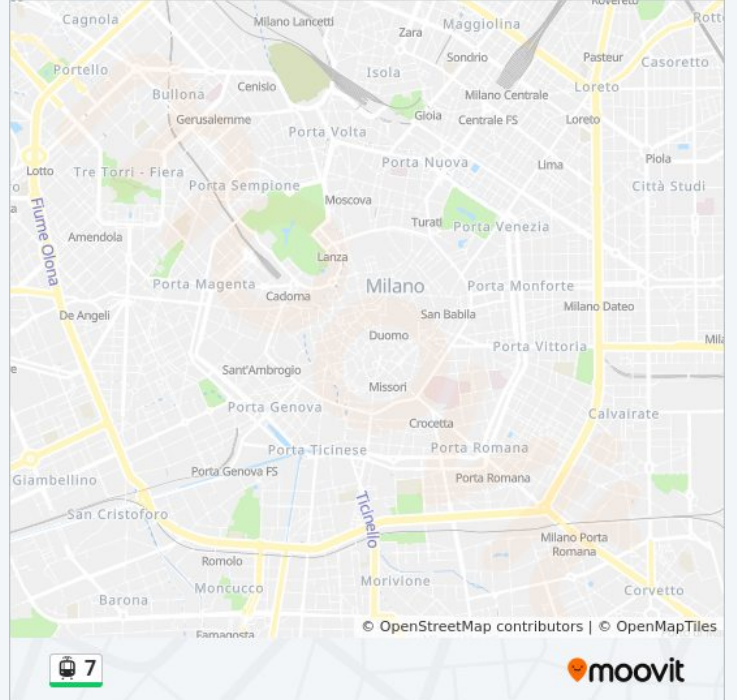 Rovereto
Cagnola
Milano Lancetti
Maggiolina
Zara
Sondrio
Pasteur
Casoretto
Portello
Isola
Bullona
Cenisio
Milano Centrale
Loreto
Gerusalemme
Gioia
Centrale FS
Loreto
Porta Volta
Lotto
Tre Torri - Fiera
Porta Nuova
Lima
Piola
Porta Sempione
Città Studi
Moscova
Turati
Porta Venezia
Fiume Olona
Amendola
Lanza
Porta Magenta
Cadorna
Milano
Porta Monforte
De Angeli
San Babila
Milano Dateo
Duomo
Porta Vittoria
Sant'Ambrogio
Missori
Porta Genova
Crocetta
Calvairate
Porta Ticinese
Porta Romana
Giambellino
Porta Genova FS
Porta Romana
San Cristoforo
Ticinello
Milano Porta
Romana
Romolo
Moncucco
Morivione
Corvetto
Barona
Famagosta
© OpenStreetMap contributors | © OpenMapTiles
7
moovit